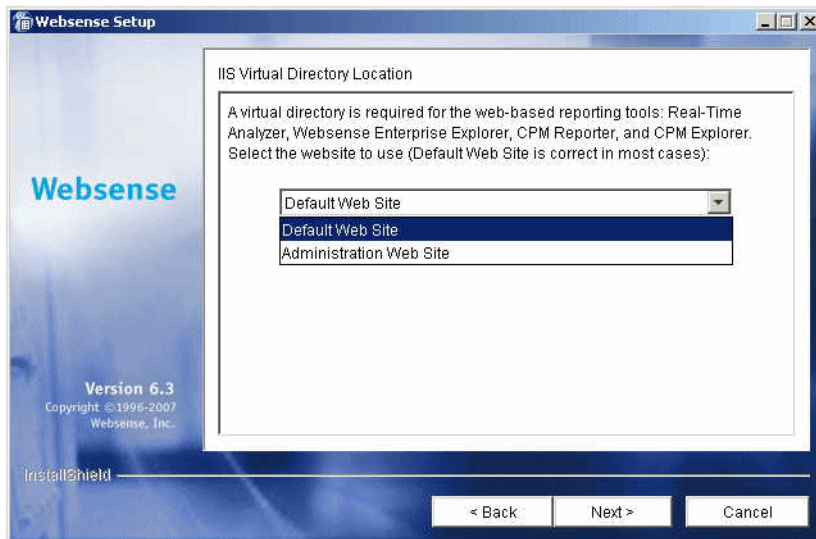 Websense Setup
IIS Virtual Directory Location
A virtual directory is required for the web-based reporting tools: Real-Time
Analyzer, Websense Enterprise Explorer, CPM Reporter, and CPM Explorer.
Select the website to use (Default Web Site is correct in most cases):
Websense
Default Web Site
Default Web Site
Administration Web Site
Version 6.3
Copyright ©1996-2007
Websense, Inc.
InstallShield
< Back
Next >
Cancel